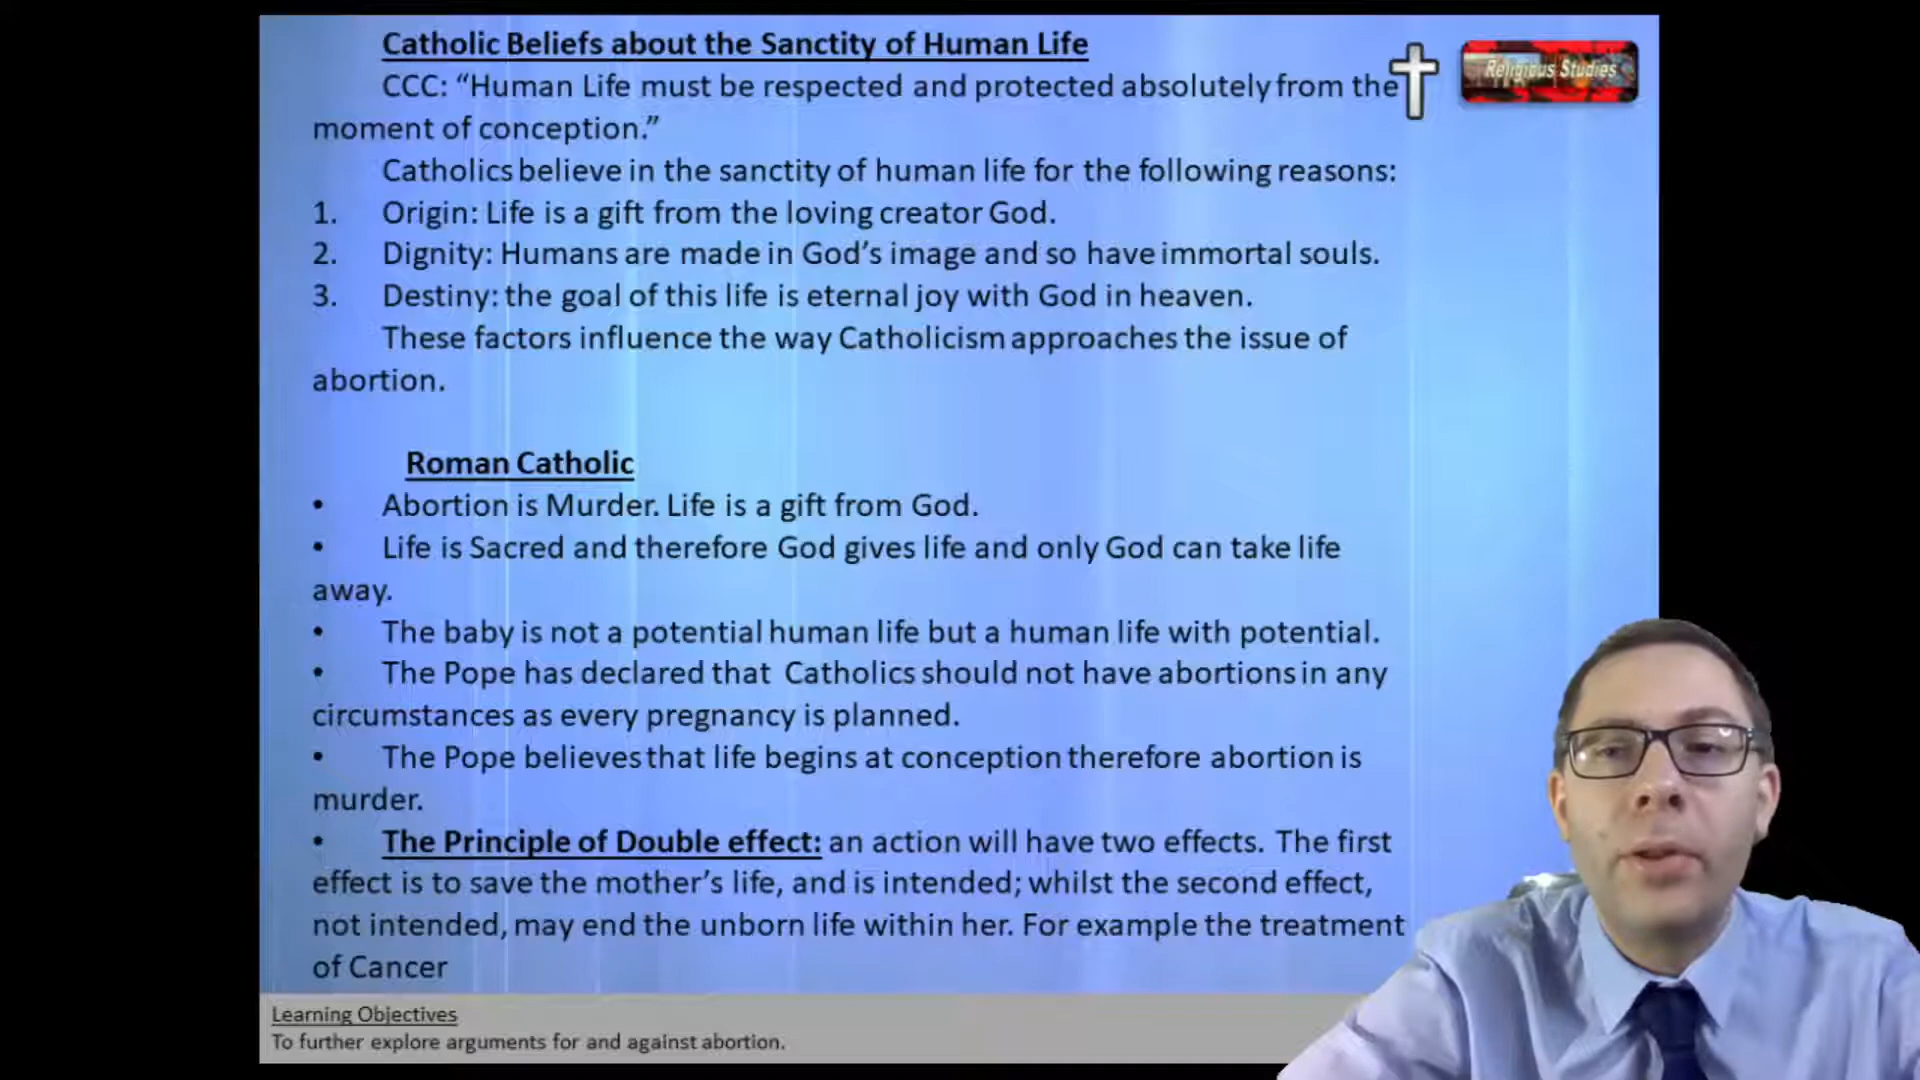 Catholic Beliefs about the Sanctity of Human Life
CCC: “Human Life must be respected and protected absolutely from the
moment of conception.”
Catholics believe in the sanctity of human life for the following reasons:
1. Origin: Life is a gift from the loving creator God.
2. Dignity: Humans are made in God’s image and so have immortal souls.
3. Destiny: the goal of this life is eternal joy with God in heaven.
These factors influence the way Catholicism approaches the issue of
abortion.
Religious Studies
Roman Catholic
• Abortion is Murder. Life is a gift from God.
• Life is Sacred and therefore God gives life and only God can take life
away.
• The baby is not a potential human life but a human life with potential.
• The Pope has declared that Catholics should not have abortions in any
circumstances as every pregnancy is planned.
• The Pope believes that life begins at conception therefore abortion is
murder.
• The Principle of Double effect: an action will have two effects. The first
effect is to save the mother’s life, and is intended; whilst the second effect,
not intended, may end the unborn life within her. For example the treatment
of Cancer
Learning Objectives
To further explore arguments for and against abortion.